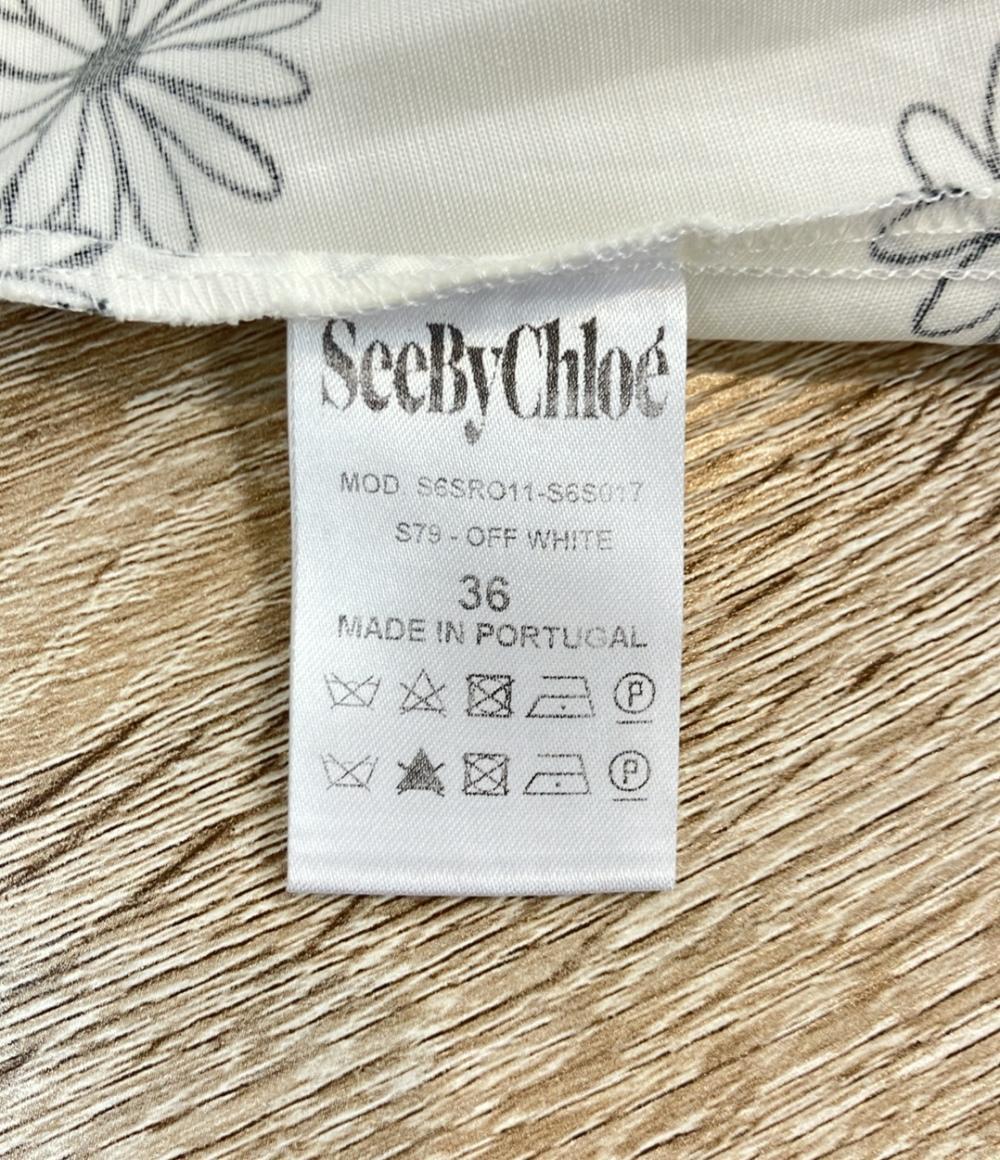 SeeByChloé
MOD S6SRO11-S6S017
S79 - OFF WHITE
36
MADE IN PORTUGAL
P
P